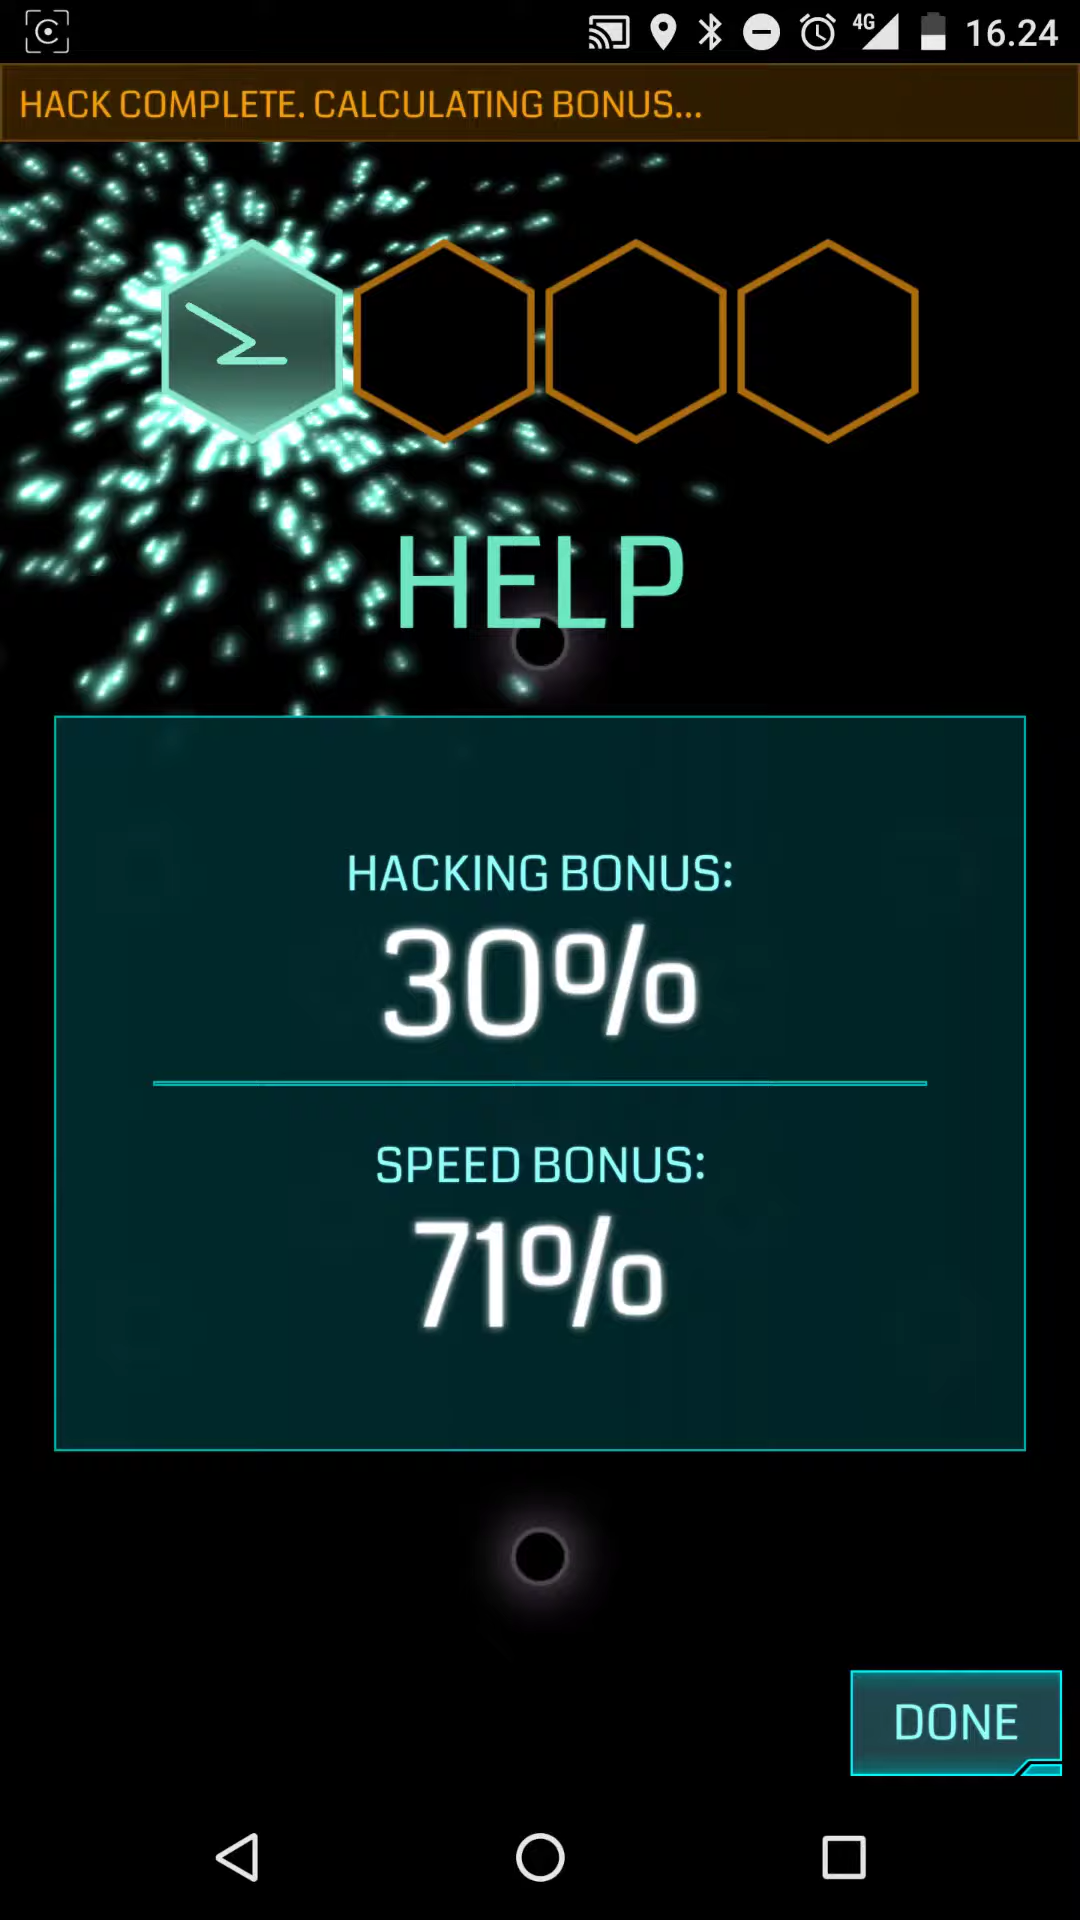 4G 16.24
HACK COMPLETE. CALCULATING BONUS...
HELP
HACKING BONUS:
30%
SPEED BONUS:
71%
DONE